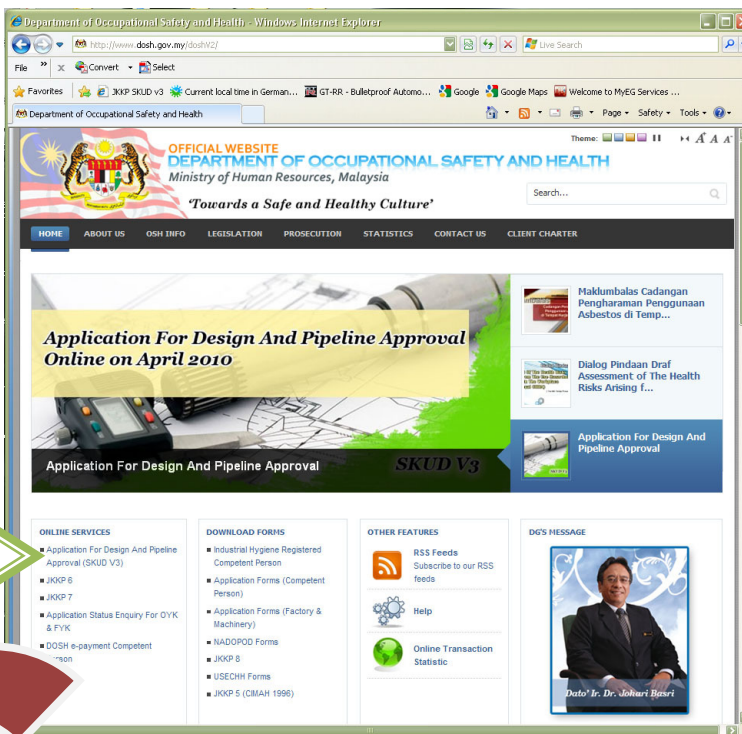 Department of Occupational Safety and Health - Windows Internet Explorer
http://www.dosh.gov.my/doshV2/
Live Search
File » x Convert Select
Favorites JKKP SKUD v3 Current local time in German... GT-RR - Bulletproof Automo... Google Google Maps Welcome to MyEG Services ...
Department of Occupational Safety and Health
Page Safety Tools
Theme:
A A A
OFFICIAL WEBSITE
DEPARTMENT OF OCCUPATIONAL SAFETY AND HEALTH
Ministry of Human Resources, Malaysia
'Towards a Safe and Healthy Culture'
Search...
HOME ABOUT US OSH INFO LEGISLATION PROSECUTION STATISTICS CONTACT US CLIENT CHARTER
Application For Design And Pipeline Approval
Online on April 2010
Application For Design And Pipeline Approval
SKUD V3
Maklumbalas Cadangan
Pengharaman Penggunaan
Asbestos di Temp...
Dialog Pindaan Draf
Assessment of The Health
Risks Arising f...
Application For Design And
Pipeline Approval
ONLINE SERVICES
Application For Design And Pipeline
Approval (SKUD V3)
JKKP 6
JKKP 7
Application Status Enquiry For OYK
& FYK
DOSH e-payment Competent
DOWNLOAD FORMS
Industrial Hygiene Registered
Competent Person
Application Forms (Competent
Person)
Application Forms (Factory &
Machinery)
NADOPOD Forms
JKKP 8
USECHH Forms
JKKP 5 (CIMAH 1996)
OTHER FEATURES
RSS Feeds
Subscribe to our RSS
feeds
Help
Online Transaction
Statistic
DG'S MESSAGE
Dato' Ir. Dr. Johari Basri